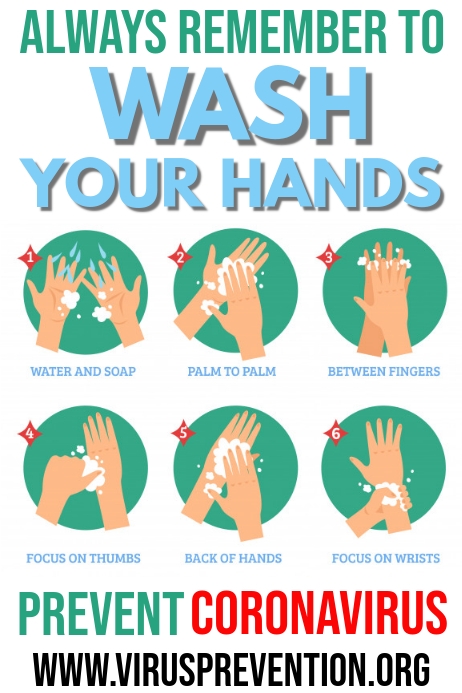 ALWAYS REMEMBER TO
WASH
YOUR HANDS
1
2
3
WATER AND SOAP
PALM TO PALM
BETWEEN FINGERS
4
5
6
FOCUS ON THUMBS
BACK OF HANDS
FOCUS ON WRISTS
PREVENT CORONAVIRUS
WWW.VIRUSPREVENTION.ORG